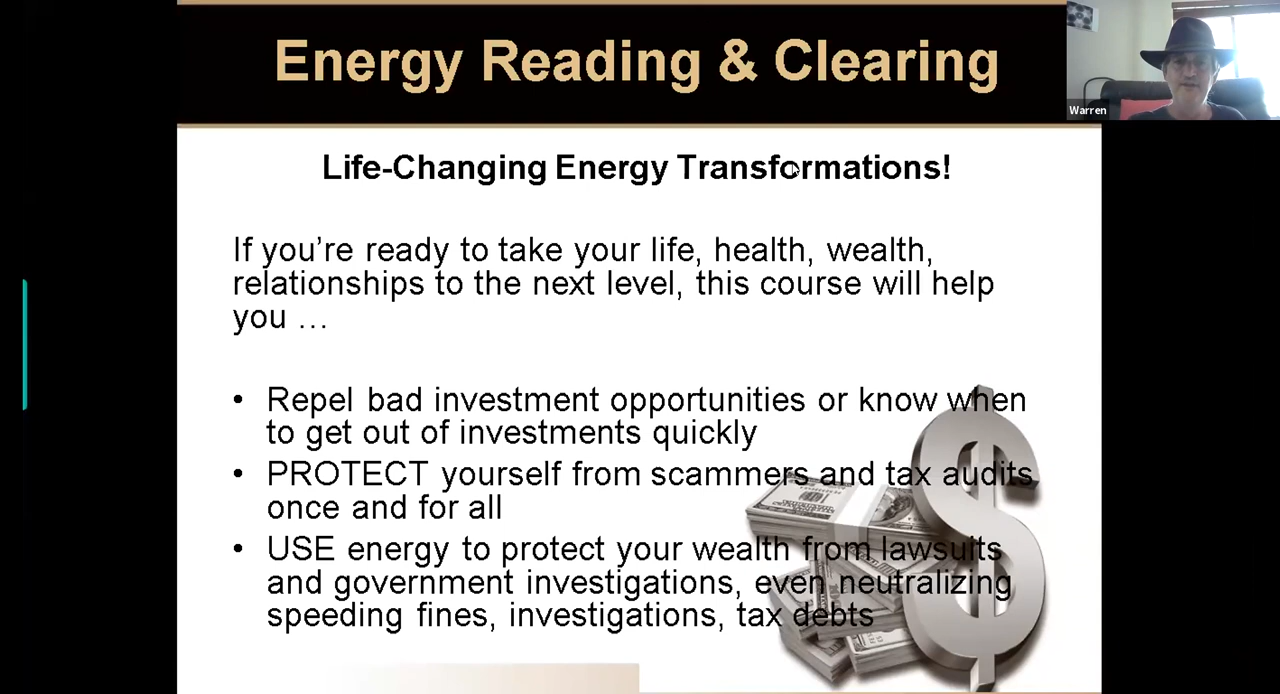 Energy Reading & Clearing
Warren
Life-Changing Energy Transformations!
If you’re ready to take your life, health, wealth,
relationships to the next level, this course will help
you …
• Repel bad investment opportunities or know when
to get out of investments quickly
• PROTECT yourself from scammers and tax audits
once and for all
• USE energy to protect your wealth from lawsuits
and government investigations, even neutralizing
speeding fines, investigations, tax debts